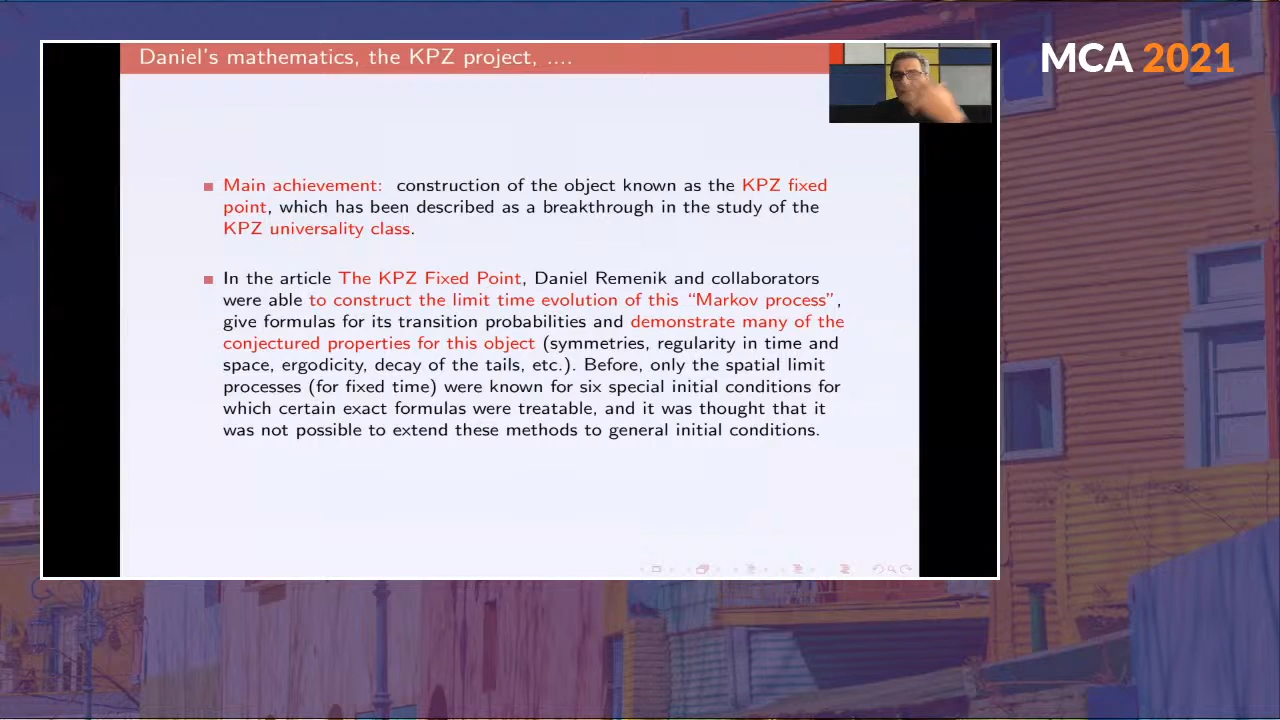 Daniel's mathematics, the KPZ project, ....
MCA 2021
Main achievement: construction of the object known as the KPZ fixed
point, which has been described as a breakthrough in the study of the
KPZ universality class.
In the article The KPZ Fixed Point, Daniel Remenik and collaborators
were able to construct the limit time evolution of this “Markov process”,
give formulas for its transition probabilities and demonstrate many of the
conjectured properties for this object (symmetries, regularity in time and
space, ergodicity, decay of the tails, etc.). Before, only the spatial limit
processes (for fixed time) were known for six special initial conditions for
which certain exact formulas were treatable, and it was thought that it
was not possible to extend these methods to general initial conditions.